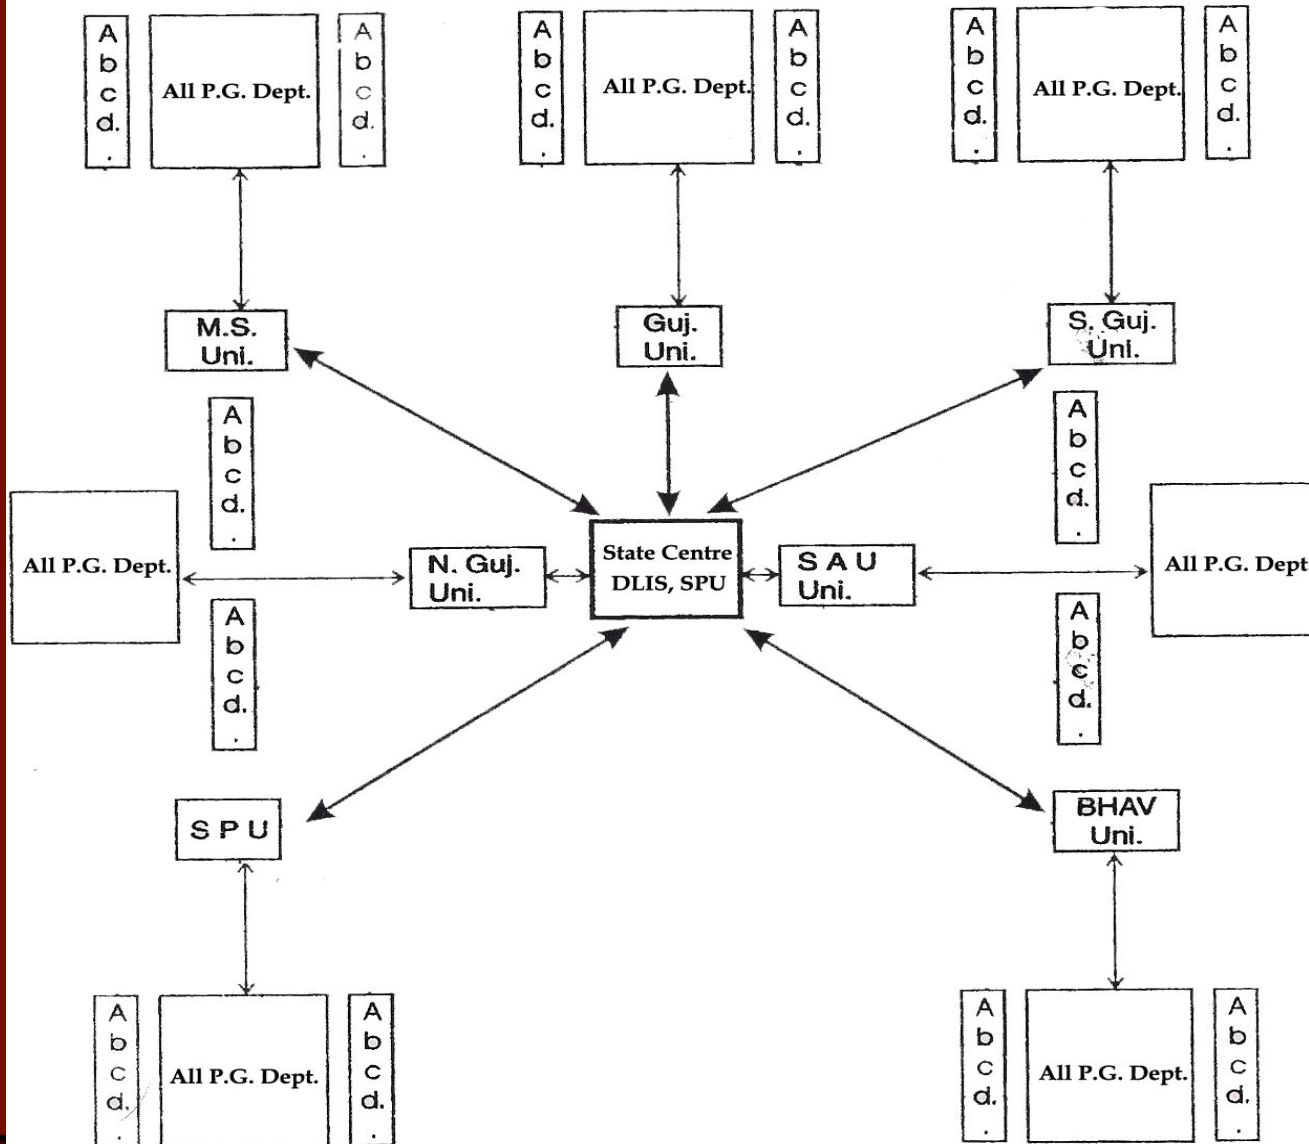 A
b
c
d.
.
All P.G. Dept.
A
b
c
d.
.
A
b
c
d.
.
All P.G. Dept.
A
b
c
d.
.
A
b
c
d.
.
All P.G. Dept.
A
b
c
d.
.
M.S.
Uni.
Guj.
Uni.
S. Guj.
Uni.
A
b
c
d.
.
A
b
c
d.
.
All P.G. Dept.
N. Guj.
Uni.
State Centre
DLIS, SPU
S A U
Uni.
All P.G. Dept
A
b
c
d.
.
A
b
c
d.
.
S P U
BHAV
Uni.
A
b
c
d.
.
All P.G. Dept.
A
b
c
d.
.
A
b
c
d.
.
All P.G. Dept.
A
b
c
d.
.